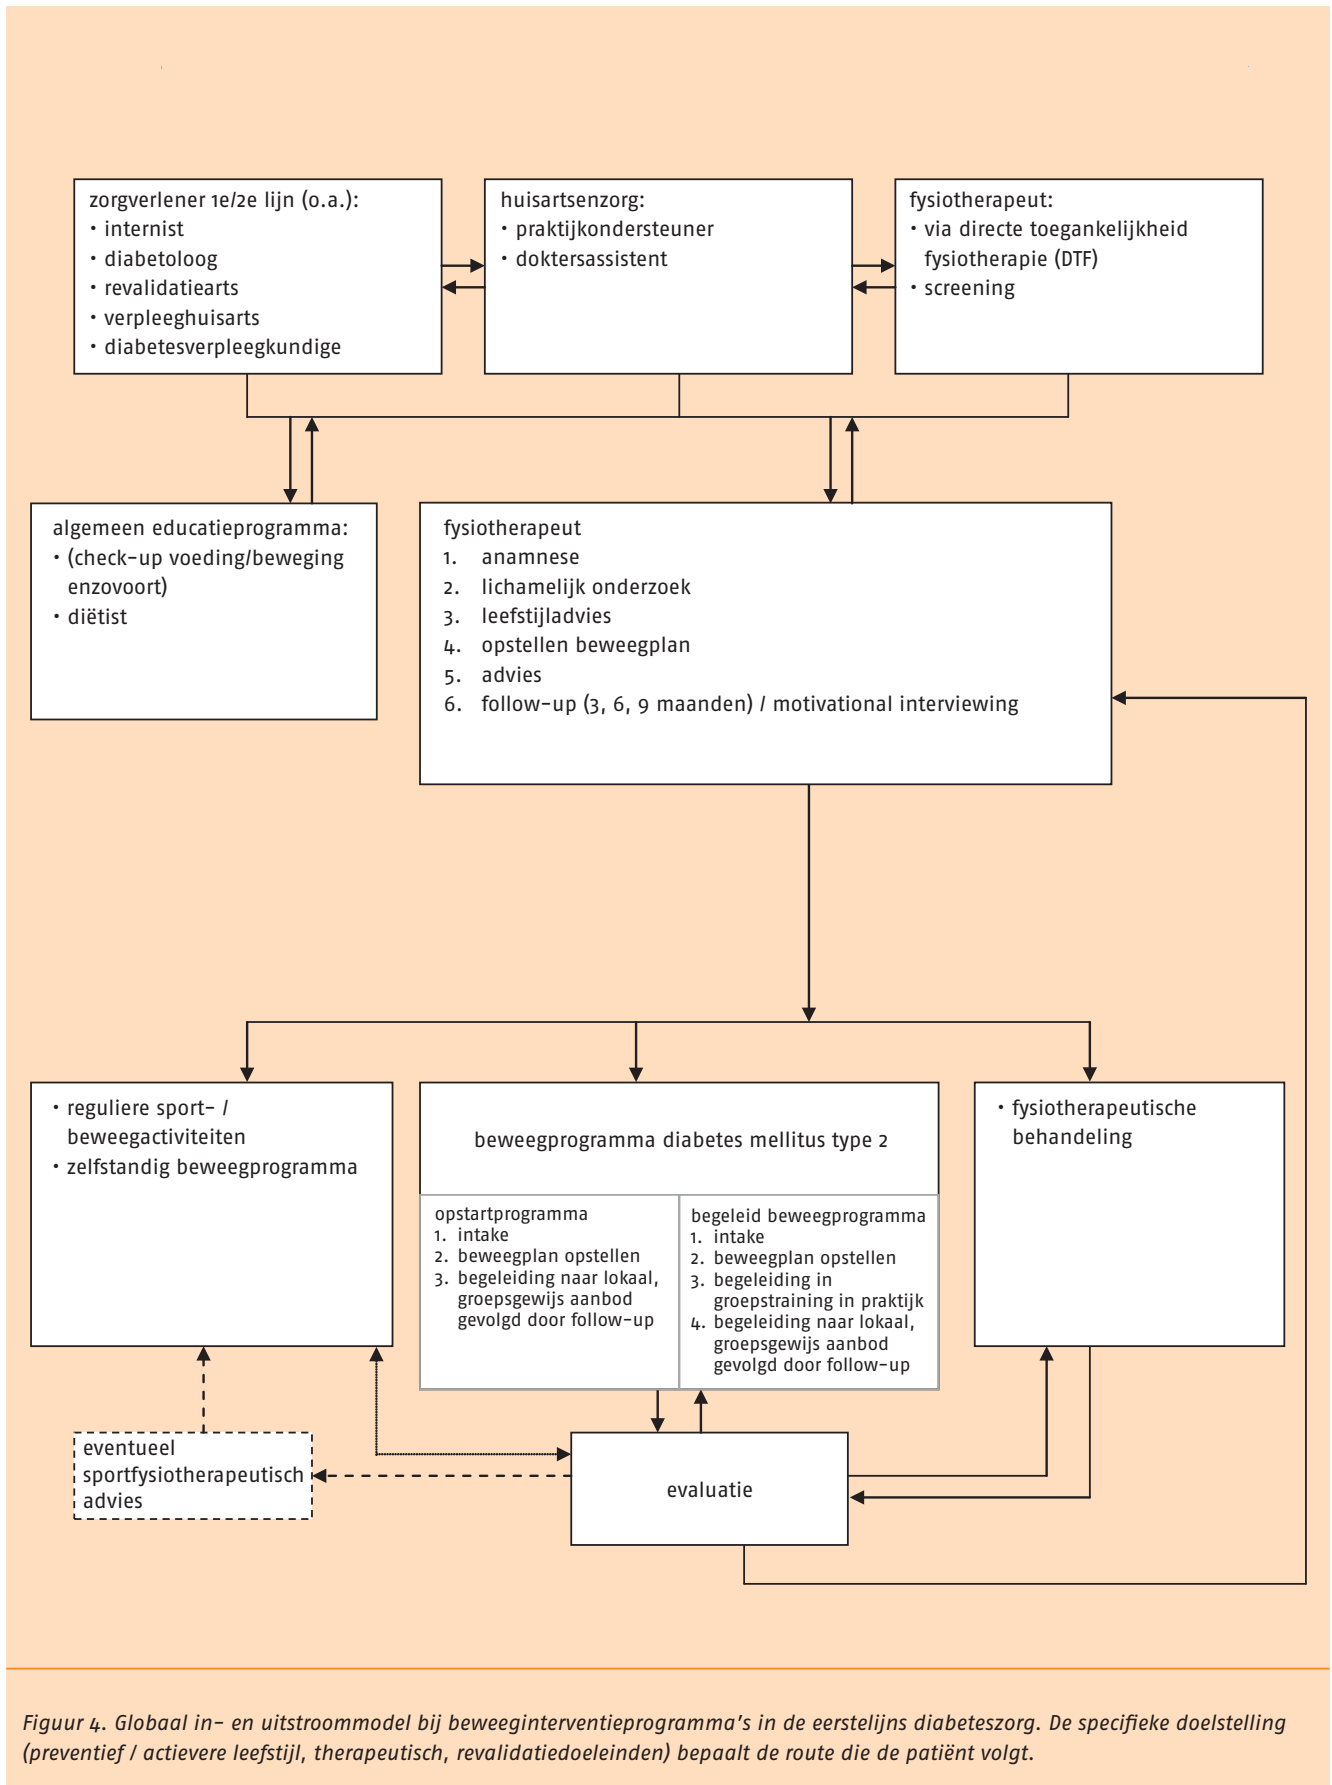 zorgverlener 1e/2e lijn (o.a.):
• internist
• diabetoloog
• revalidatiearts
• verpleeghuisarts
• diabetesverpleegkundige
huisartsenzorg:
• praktijkondersteuner
• doktersassistent
fysiotherapeut:
• via directe toegankelijkheid
fysiotherapie (DTF)
• screening
algemeen educatieprogramma:
• (check-up voeding/beweging
enzovoort)
• diëtist
fysiotherapeut
1. anamnese
2. lichamelijk onderzoek
3. leefstijladvies
4. opstellen beweegplan
5. advies
6. follow-up (3, 6, 9 maanden) / motivational interviewing
• reguliere sport- /
beweegactiviteiten
• zelfstandig beweegprogramma
beweegprogramma diabetes mellitus type 2
opstartprogramma
1. intake
2. beweegplan opstellen
3. begeleiding naar lokaal,
groepsgewijs aanbod
gevolgd door follow-up
begeleid beweegprogramma
1. intake
2. beweegplan opstellen
3. begeleiding in
groepstraining in praktijk
4. begeleiding naar lokaal,
groepsgewijs aanbod
gevolgd door follow-up
• fysiotherapeutische
behandeling
eventueel
sportfysiotherapeutisch
advies
evaluatie
Figuur 4. Globaal in- en uitstroommodel bij beweeginterventieprogramma's in de eerstelijns diabeteszorg. De specifieke doelstelling
(preventief / actievere leefstijl, therapeutisch, revalidatiedoeleinden) bepaalt de route die de patiënt volgt.